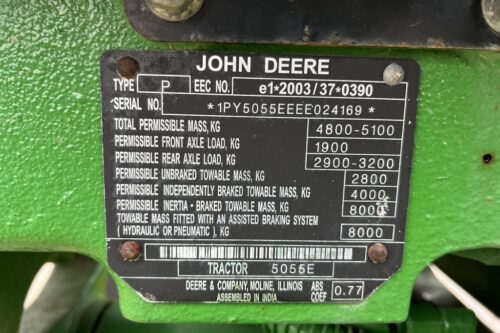 JOHN DEERE
TYPE P EEC NO. e1*2003/37*0390
SERIAL NO. *1PY5055EEEE024169*
TOTAL PERMISSIBLE MASS, KG 4800-5100
PERMISSIBLE FRONT AXLE LOAD, KG 1900
PERMISSIBLE REAR AXLE LOAD, KG 2900-3200
PERMISSIBLE UNBRAKED TOWABLE MASS, KG 2800
PERMISSIBLE INDEPENDENTLY BRAKED TOWABLE MASS, KG 4000
PERMISSIBLE INERTIA - BRAKED TOWABLE MASS, KG 8000
TOWABLE MASS FITTED WITH AN ASSISTED BRAKING SYSTEM
( HYDRAULIC or PNEUMATIC ), KG 8000
TRACTOR 5055E
DEERE & COMPANY, MOLINE, ILLINOIS ABS
ASSEMBLED IN INDIA COEF 0.77